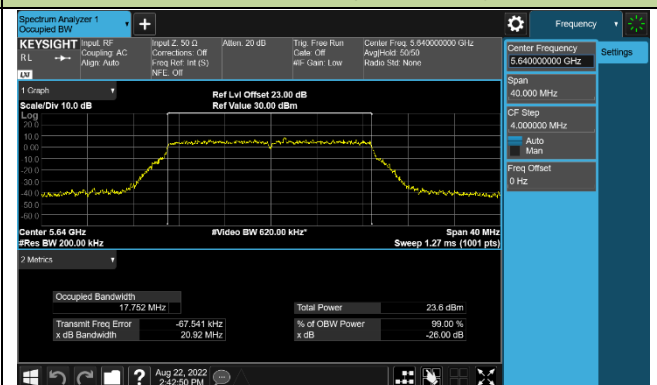 Spectrum Analyzer 1
Occupied BW
+
Frequency
KEYSIGHT
RL
LXI
Input: RF
Coupling: AC
Align: Auto
Input Z: 50 Ω
Corrections: Off
Freq Ref: Int (S)
NFE: Off
Atten: 20 dB
Trig: Free Run
Gate: Off
#IF Gain: Low
Center Freq: 5.640000000 GHz
Avg|Hold: 50/50
Radio Std: None
Center Frequency
5.640000000 GHz
Settings
Span
40.000 MHz
CF Step
4.000000 MHz
Auto
Man
Freq Offset
0 Hz
1 Graph
Scale/Div 10.0 dB
Ref Lvl Offset 23.00 dB
Ref Value 30.00 dBm
Log
20.0
10.0
0.00
-10.0
-20.0
-30.0
-40.0
-50.0
-60.0
Center 5.64 GHz
#Res BW 200.00 kHz
#Video BW 620.00 kHz*
Span 40 MHz
Sweep 1.27 ms (1001 pts)
2 Metrics
Occupied Bandwidth
17.752 MHz
Total Power 23.6 dBm
Transmit Freq Error -67.541 kHz
x dB Bandwidth 20.92 MHz
% of OBW Power 99.00 %
x dB -26.00 dB
?
Aug 22, 2022
2:42:50 PM